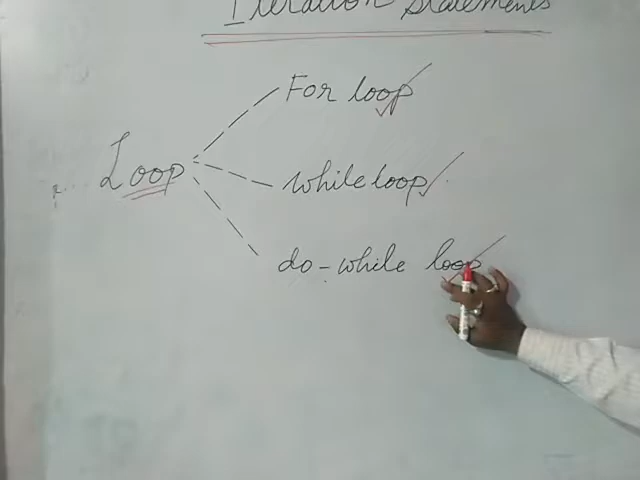 Iteration Statements
For loop
Loop
while loop
do-while loop